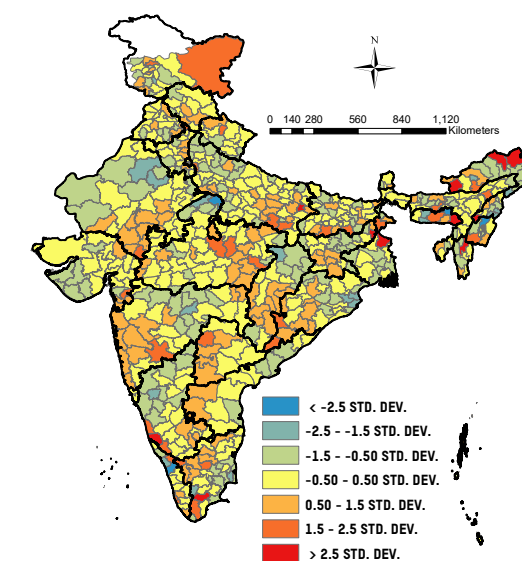 N
0 140 280 560 840 1,120
Kilometers
< -2.5 STD. DEV.
-2.5 - -1.5 STD. DEV.
-1.5 - -0.50 STD. DEV.
-0.50 - 0.50 STD. DEV.
0.50 - 1.5 STD. DEV.
1.5 - 2.5 STD. DEV.
> 2.5 STD. DEV.